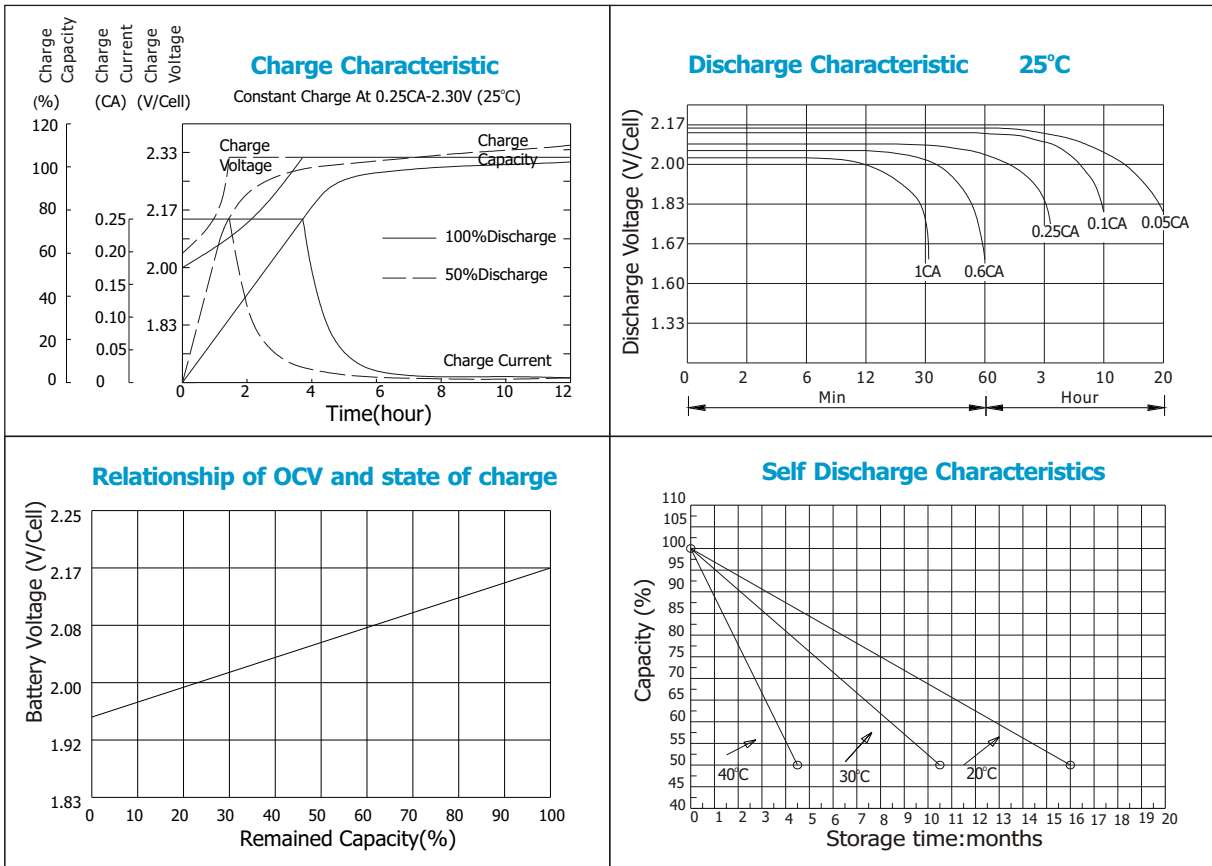 Charge Capacity
Charge Current
Charge Voltage
(%) (CA) (V/Cell)
Charge Characteristic
Constant Charge At 0.25CA-2.30V (25°C)
120
100
80
60
40
20
0
0.25
0.20
0.15
0.10
0.05
0
2.33
2.17
2.00
1.83
Charge Voltage
Charge Capacity
100%Discharge
50%Discharge
Charge Current
0 2 4 6 8 10 12
Time(hour)
Discharge Characteristic 25°C
Discharge Voltage (V/Cell)
2.17
2.00
1.83
1.67
1.60
1.33
1CA 0.6CA 0.25CA 0.1CA 0.05CA
0 2 6 12 30 60 3 10 20
Min Hour
Relationship of OCV and state of charge
Battery Voltage (V/Cell)
2.25
2.17
2.08
2.00
1.92
1.83
0 10 20 30 40 50 60 70 80 90 100
Remained Capacity(%)
Self Discharge Characteristics
Capacity (%)
110
105
100
95
90
85
80
75
70
65
60
55
50
45
40
40°C 30°C 20°C
0 1 2 3 4 5 6 7 8 9 10 11 12 13 14 15 16 17 18 19 20
Storage time:months